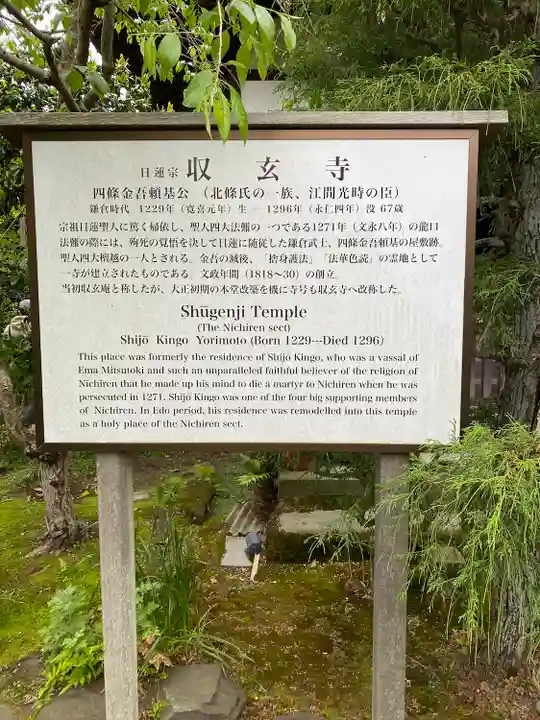 日蓮宗 収玄寺
四條金吾頼基公 （北條氏の一族、江間光時の臣）
鎌倉時代 1229年（寛喜元年）生 ― 1296年（永仁四年）没 67歳
宗祖日蓮聖人に篤く帰依し、聖人四大法難の一つである1271年（文永八年）の龍口
法難の際には、殉死の覚悟を決して日蓮に随従した鎌倉武士、四條金吾頼基の屋敷跡。
聖人四大檀越の一人とされる。金吾の滅後、「捨身護法」「法華色読」の霊地として
一寺が建立されたものである。文政年間（1818～30）の創立。
当初収玄庵と称したが、大正初期の本堂改築を機に寺号も収玄寺へ改称した。
Shūgenji Temple
(The Nichiren sect)
Shijō Kingo Yorimoto (Born 1229---Died 1296)
This place was formerly the residence of Shijō Kingo, who was a vassal of
Ema Mitsutoki and such an unparalleled faithful believer of the religion of
Nichiren that he made up his mind to die a martyr to Nichiren when he was
persecuted in 1271. Shijō Kingo was one of the four big supporting members
of Nichiren. In Edo period, his residence was remodelled into this temple
as a holy place of the Nichiren sect.